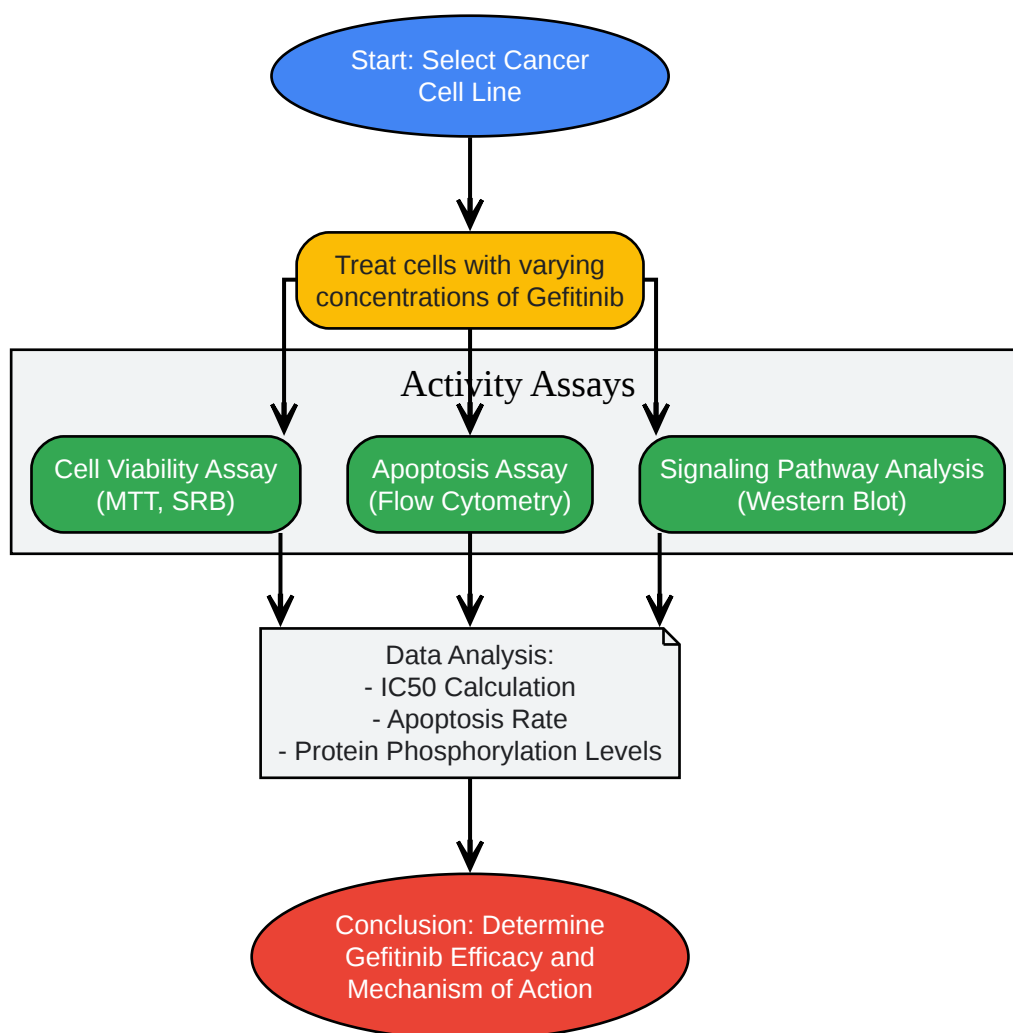 Start: Select Cancer
Cell Line
Treat cells with varying
concentrations of Gefitinib
Activity Assays
Cell Viability Assay
(MTT, SRB)
Apoptosis Assay
(Flow Cytometry)
Signaling Pathway Analysis
(Western Blot)
Data Analysis:
- IC50 Calculation
- Apoptosis Rate
- Protein Phosphorylation Levels
Conclusion: Determine
Gefitinib Efficacy and
Mechanism of Action